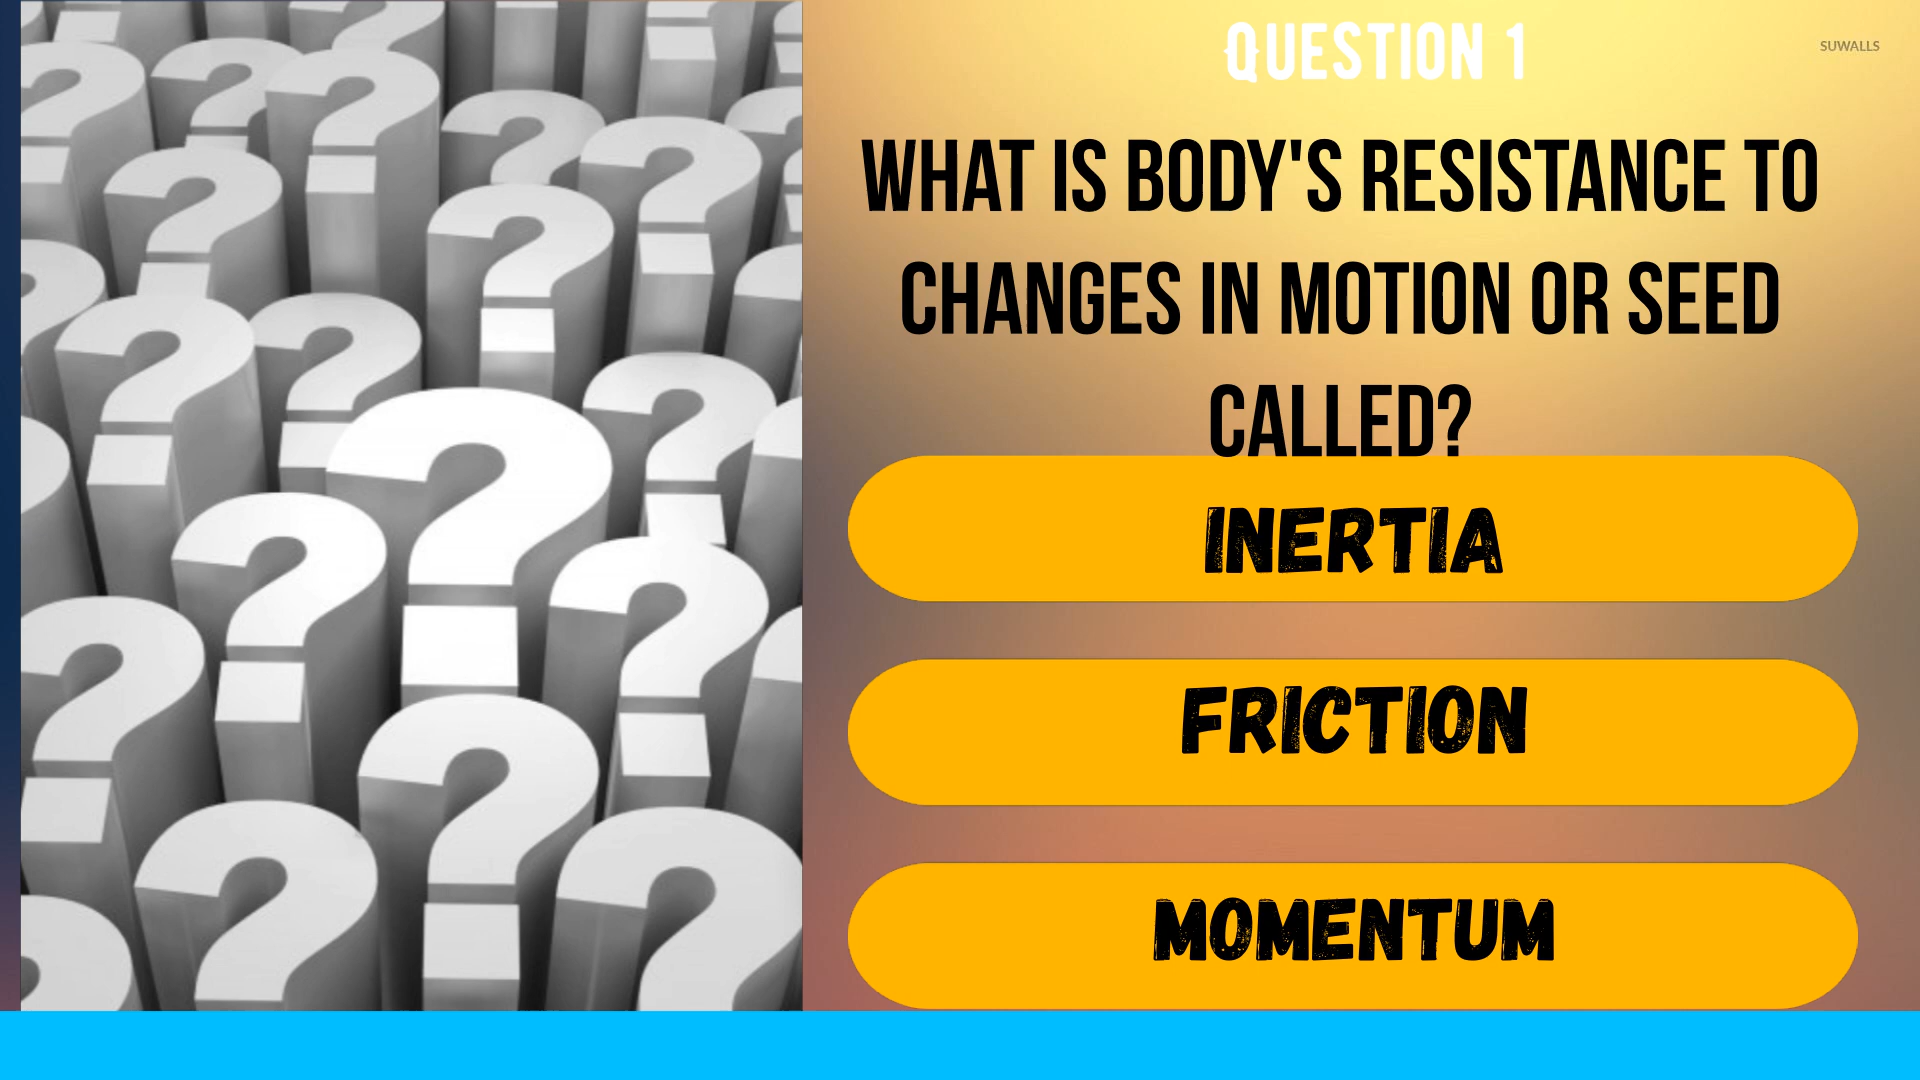 QUESTION 1
SUWALLS
WHAT IS BODY'S RESISTANCE TO
CHANGES IN MOTION OR SEED
CALLED?
INERTIA
FRICTION
MOMENTUM